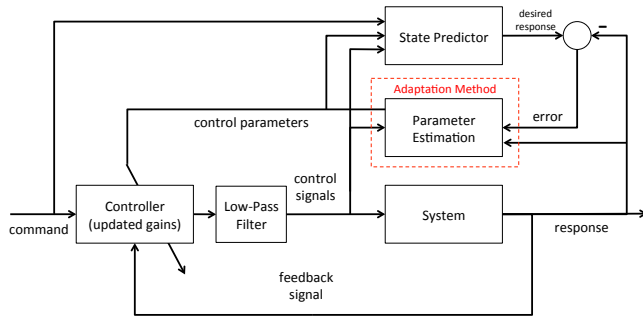 State Predictor
desired
response
–
Adaptation Method
control parameters
Parameter
Estimation
error
control
signals
Controller
(updated gains)
Low-Pass
Filter
System
command
response
feedback
signal